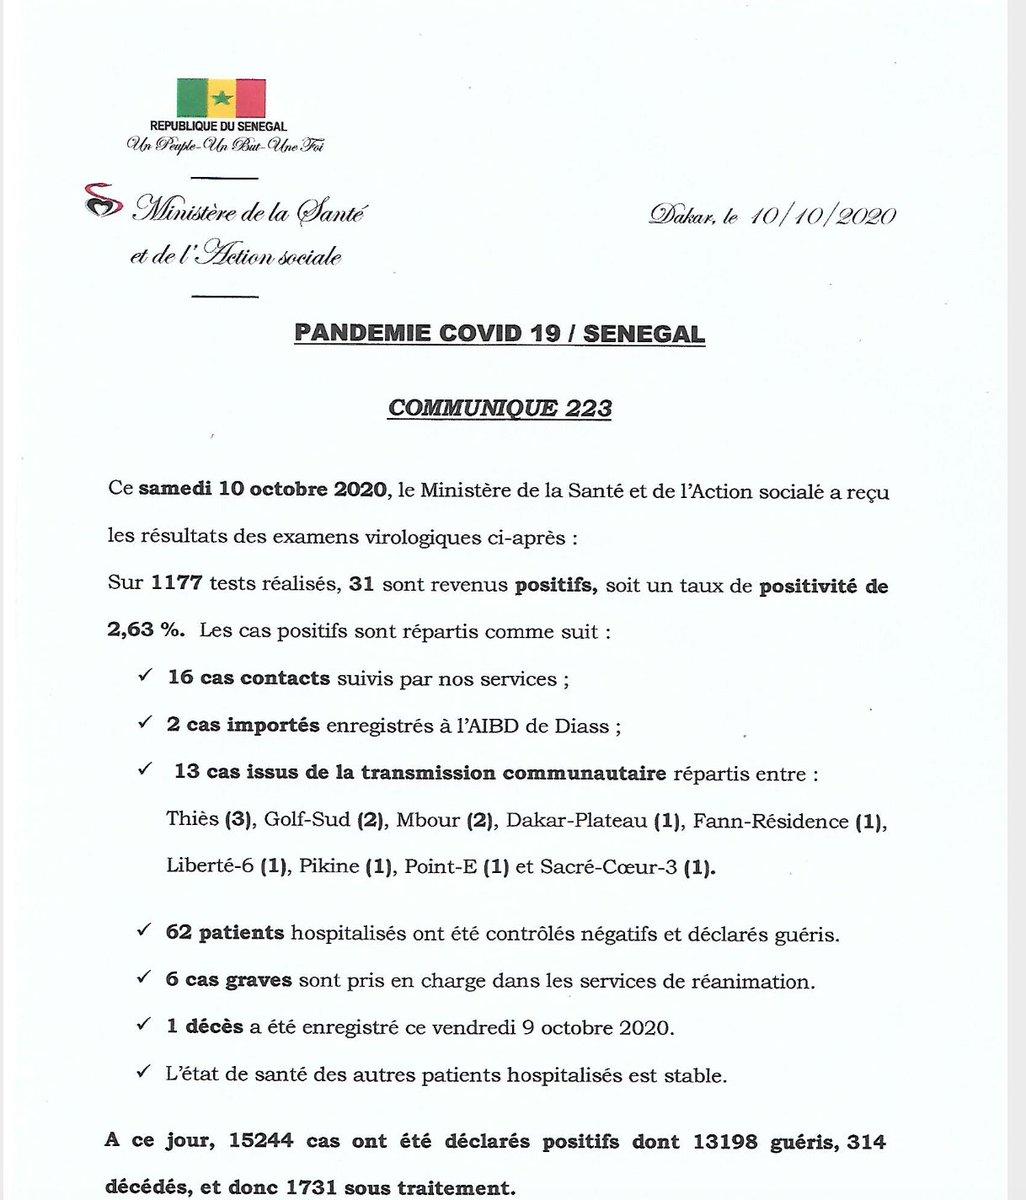 REPUBLIQUE DU SENEGAL
Un Peuple-Un But-Une Foi
Ministère de la Santé
et de l'Action sociale
Dakar, le 10/10/2020
PANDEMIE COVID 19 / SENEGAL
COMMUNIQUE 223
Ce samedi 10 octobre 2020, le Ministère de la Santé et de l'Action socialé a reçu
les résultats des examens virologiques ci-après :
Sur 1177 tests réalisés, 31 sont revenus positifs, soit un taux de positivité de
2,63 %. Les cas positifs sont répartis comme suit :
✓ 16 cas contacts suivis par nos services ;
✓ 2 cas importés enregistrés à l'AIBD de Diass ;
✓ 13 cas issus de la transmission communautaire répartis entre :
Thiès (3), Golf-Sud (2), Mbour (2), Dakar-Plateau (1), Fann-Résidence (1),
Liberté-6 (1), Pikine (1), Point-E (1) et Sacré-Cœur-3 (1).
✓ 62 patients hospitalisés ont été contrôlés négatifs et déclarés guéris.
✓ 6 cas graves sont pris en charge dans les services de réanimation.
✓ 1 décès a été enregistré ce vendredi 9 octobre 2020.
✓ L'état de santé des autres patients hospitalisés est stable.
A ce jour, 15244 cas ont été déclarés positifs dont 13198 guéris, 314
décédés, et donc 1731 sous traitement.